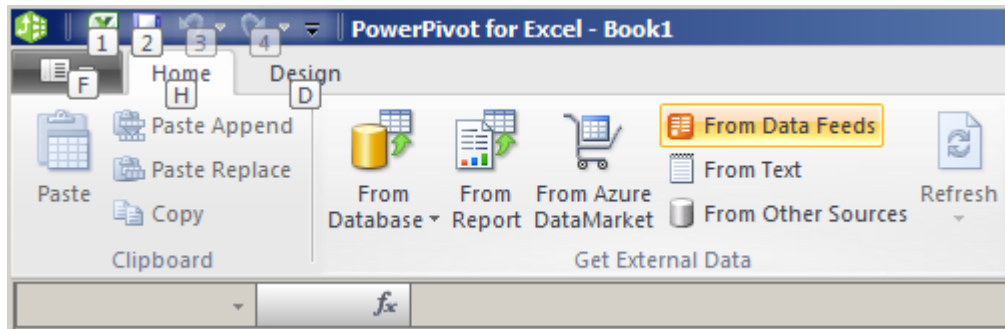 PowerPivot for Excel - Book1
1 2 3 4
Home Design
F H D
Paste Append From Data Feeds
Paste Replace From Text
Paste From Database From Report From Azure DataMarket Refresh
Copy From Other Sources
Clipboard Get External Data
fx